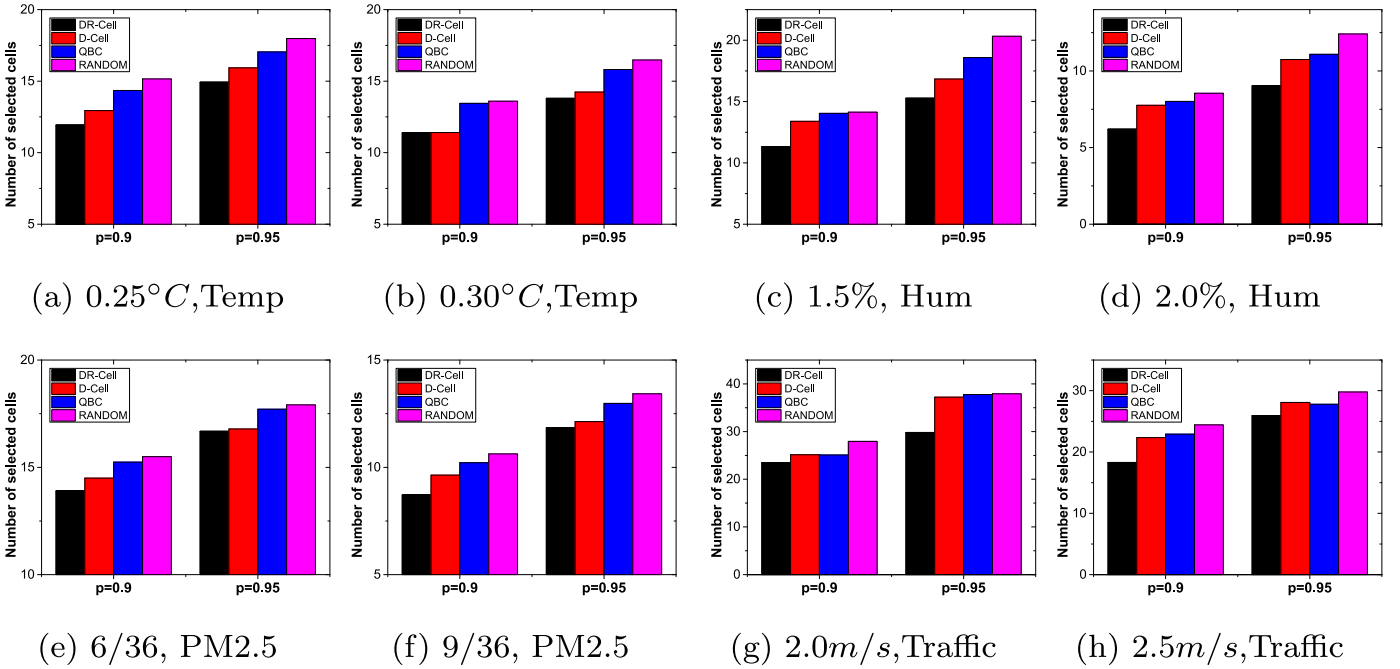 Number of selected cells
20
15
10
5
DR-Cell
D-Cell
QBC
RANDOM
p=0.9 p=0.95
(a) 0.25°C,Temp
Number of selected cells
20
15
10
5
DR-Cell
D-Cell
QBC
RANDOM
p=0.9 p=0.95
(b) 0.30°C,Temp
Number of selected cells
20
15
10
5
DR-Cell
D-Cell
QBC
RANDOM
p=0.9 p=0.95
(c) 1.5%, Hum
Number of selected cells
10
5
0
DR-Cell
D-Cell
QBC
RANDOM
p=0.9 p=0.95
(d) 2.0%, Hum
Number of selected cells
20
15
10
DR-Cell
D-Cell
QBC
RANDOM
p=0.9 p=0.95
(e) 6/36, PM2.5
Number of selected cells
15
10
5
DR-Cell
D-Cell
QBC
RANDOM
p=0.9 p=0.95
(f) 9/36, PM2.5
Number of selected cells
40
30
20
10
0
DR-Cell
D-Cell
QBC
RANDOM
p=0.9 p=0.95
(g) 2.0m/s,Traffic
Number of selected cells
30
20
10
0
DR-Cell
D-Cell
QBC
RANDOM
p=0.9 p=0.95
(h) 2.5m/s,Traffic